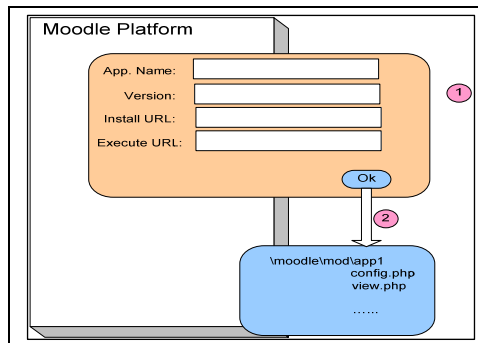 Moodle Platform
App. Name:
1
Version:
Install URL:
Execute URL:
Ok
2
\moodle\mod\app1
config.php
view.php
......